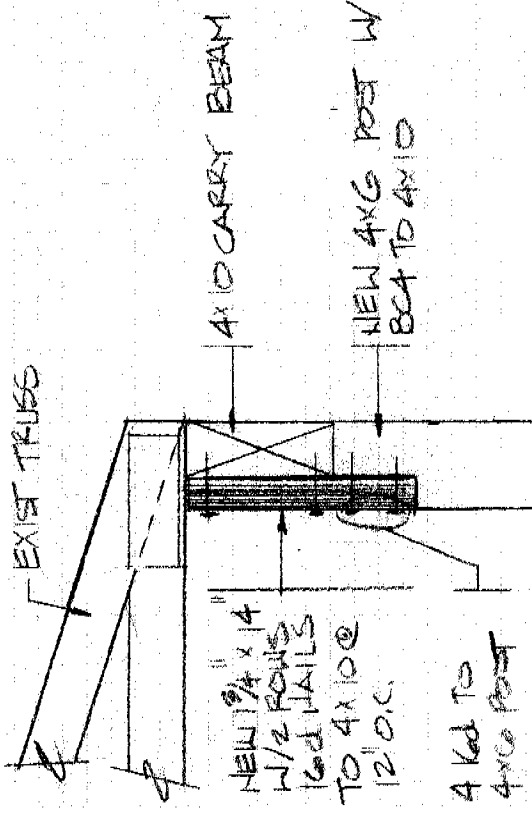 EXIST TRUSS
4x10 CARRY BEAM
NEW 4x6 POST W/
BC4 TO 4x10
NEW 1 3/4" x 14"
W/2 ROWS
16d NAILS
TO 4x10 @
12" O.C.
4 16d TO
4x6 POST